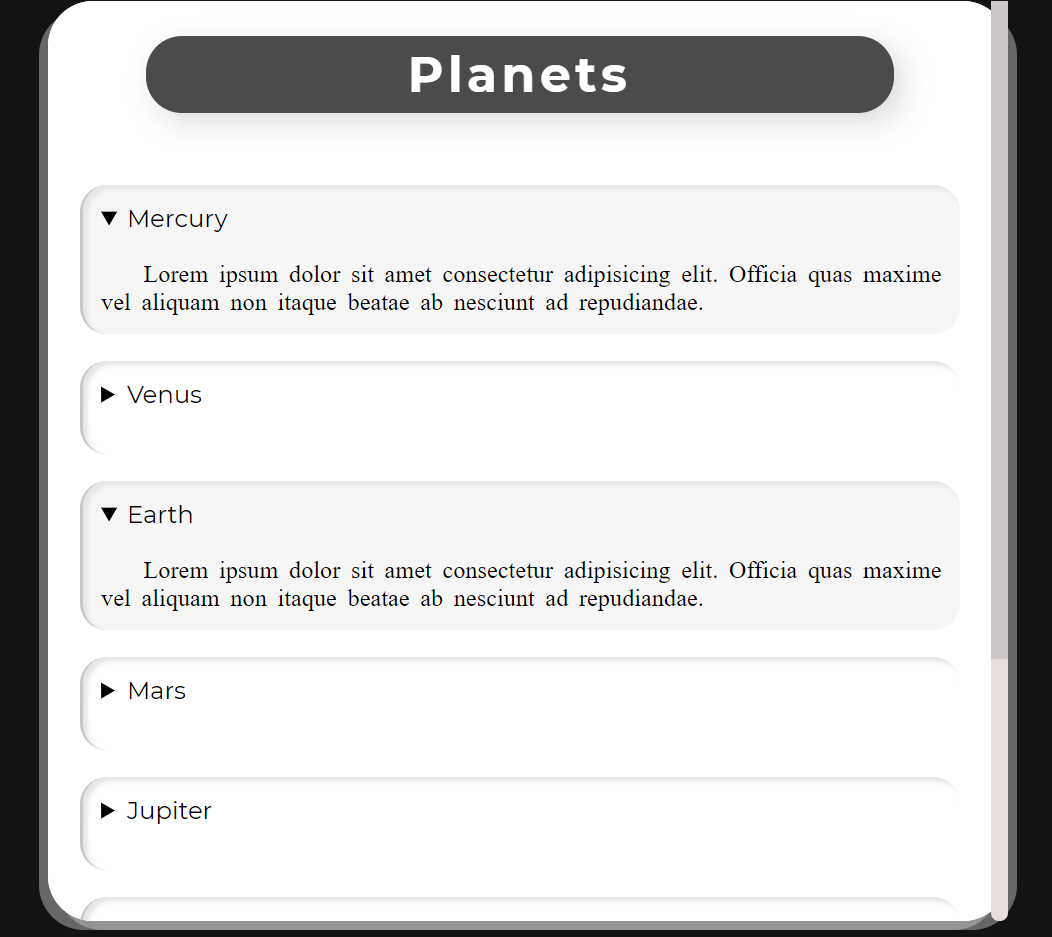 Planets
Mercury
Lorem ipsum dolor sit amet consectetur adipisicing elit. Officia quas maxime
vel aliquam non itaque beatae ab nesciunt ad repudiandae.
Venus
Earth
Lorem ipsum dolor sit amet consectetur adipisicing elit. Officia quas maxime
vel aliquam non itaque beatae ab nesciunt ad repudiandae.
Mars
Jupiter